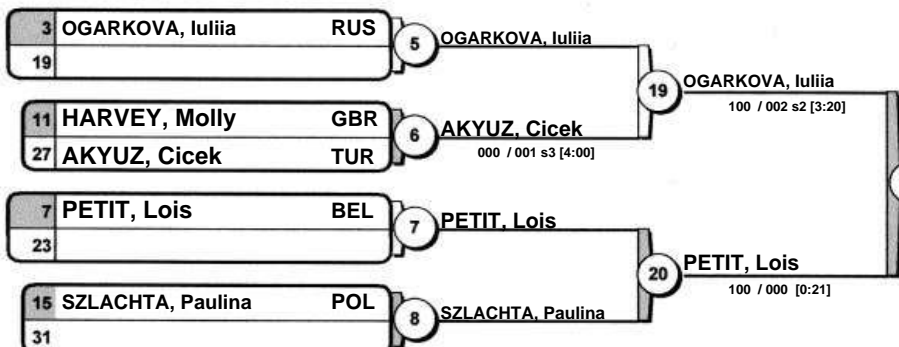 3 OGARKOVA, Iuliia RUS
19
5
OGARKOVA, Iuliia
11 HARVEY, Molly GBR
27 AKYUZ, Cicek TUR
6
AKYUZ, Cicek
000 / 001 s3 [4:00]
19
OGARKOVA, Iuliia
100 / 002 s2 [3:20]
7 PETIT, Lois BEL
23
7
PETIT, Lois
15 SZLACHTA, Paulina POL
31
8
SZLACHTA, Paulina
20
PETIT, Lois
100 / 000 [0:21]